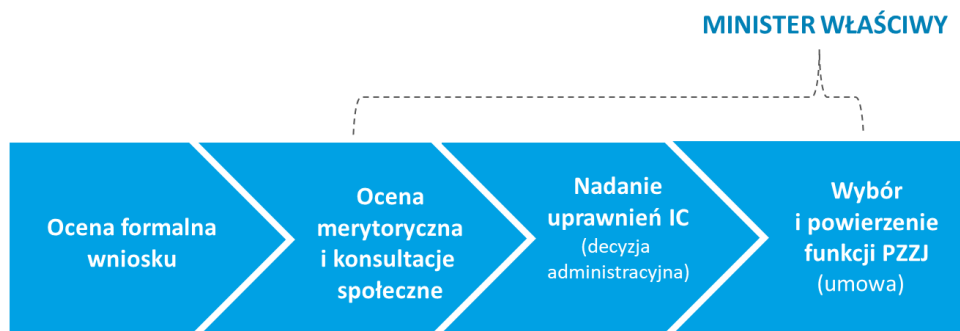 MINISTER WŁAŚCIWY
Ocena formalna
wniosku
Ocena
merytoryczna
i konsultacje
społeczne
Nadanie
uprawnień IC
(decyzja
administracyjna)
Wybór
i powierzenie
funkcji PZZJ
(umowa)